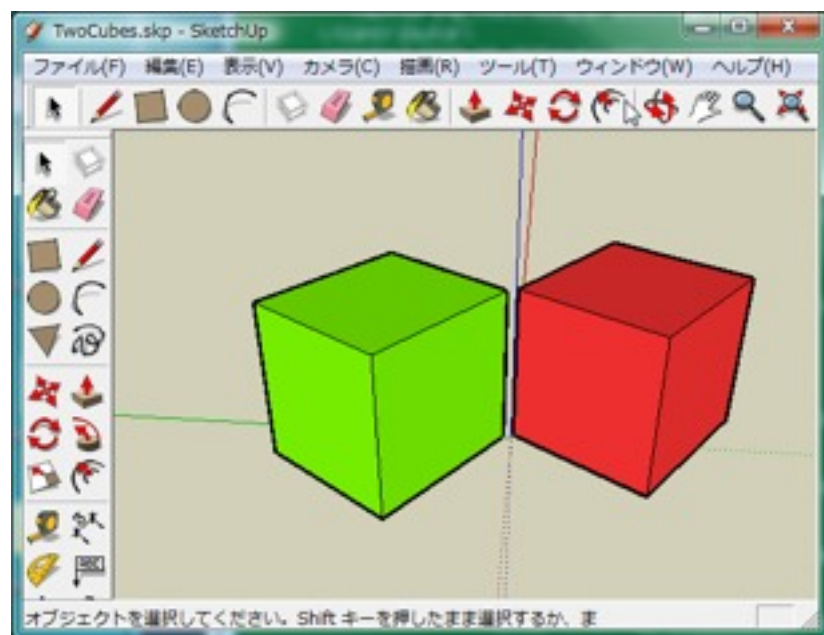 TwoCubes.skp - SketchUp
ファイル(F) 編集(E) 表示(V) カメラ(C) 描画(R) ツール(T) ウィンドウ(W) ヘルプ(H)
ABC
オブジェクトを選択してください。Shift キーを押したまま選択するか、ま